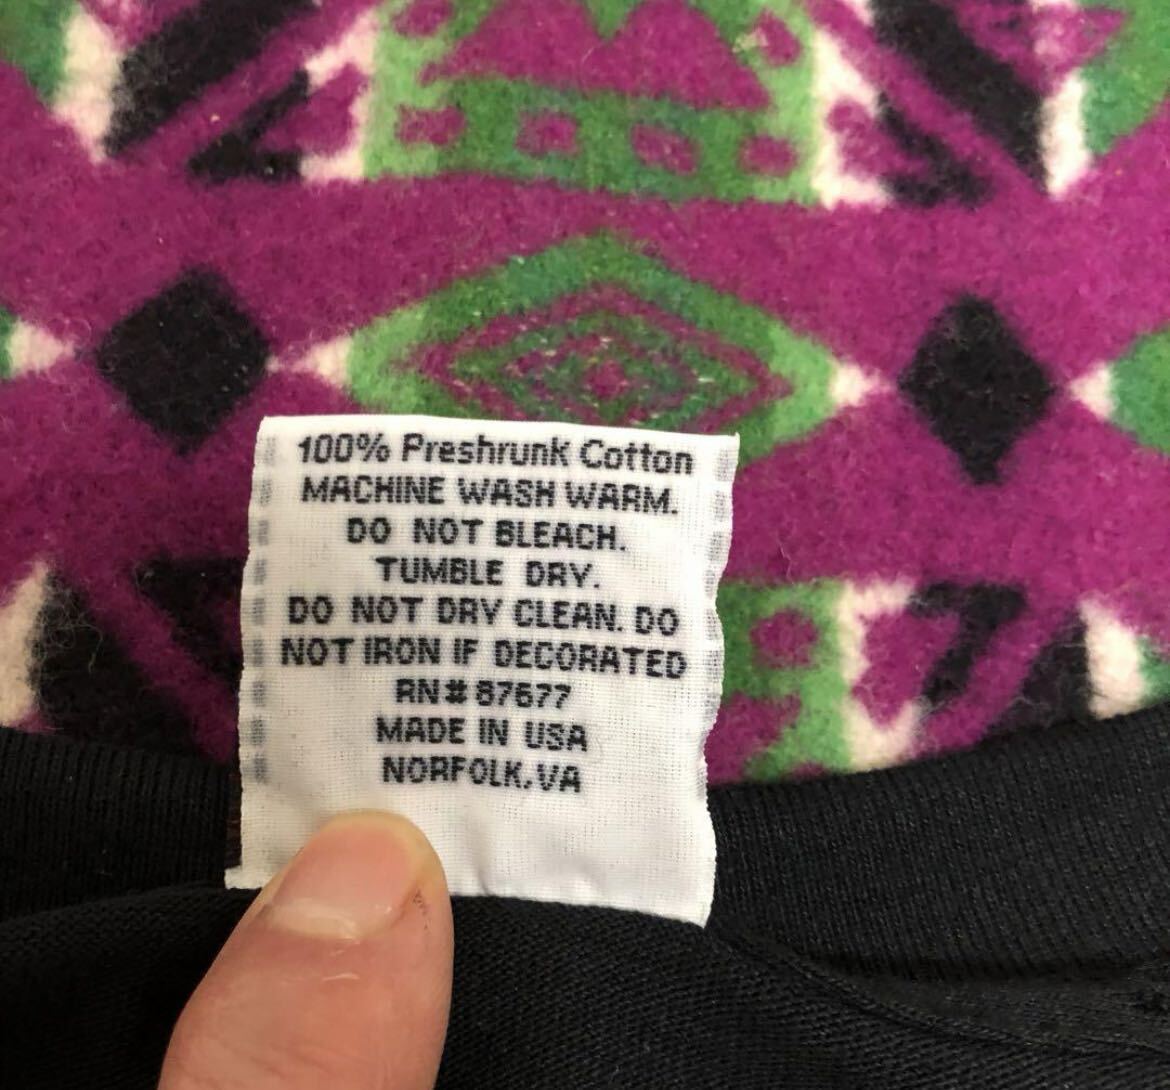 100% Preshrunk Cotton
MACHINE WASH WARM.
DO NOT BLEACH.
TUMBLE DRY.
DO NOT DRY CLEAN. DO
NOT IRON IF DECORATED
RN# 87677
MADE IN USA
NORFOLK, VA